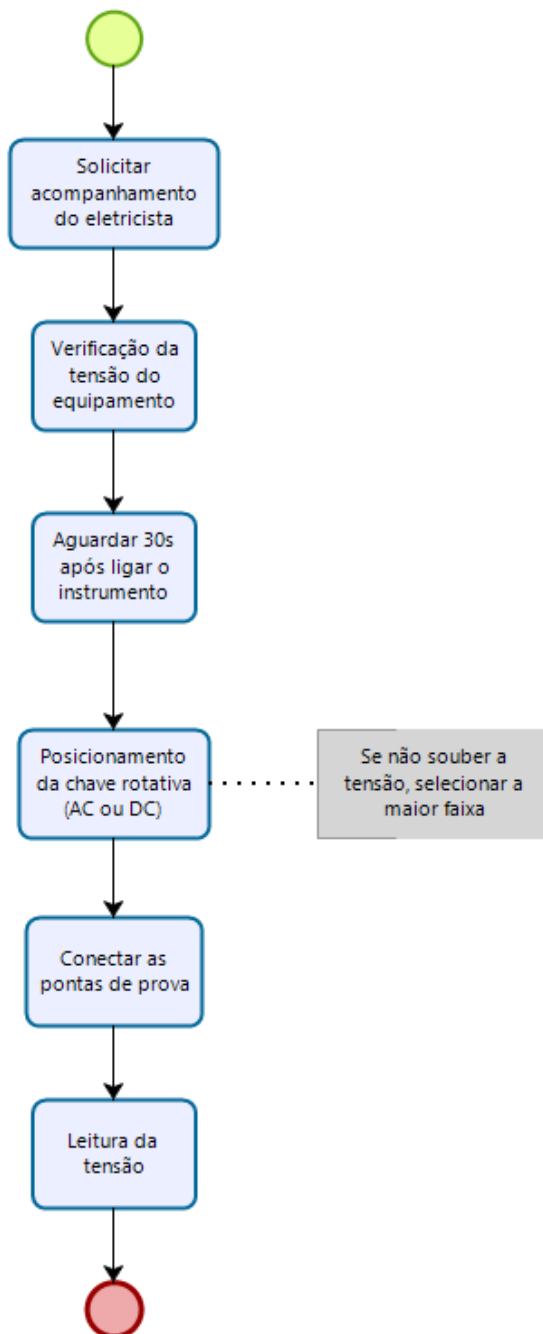 Solicitar
acompanhamento
do eletricista
Verificação da
tensão do
equipamento
Aguardar 30s
após ligar o
instrumento
Posicionamento
da chave rotativa
(AC ou DC)
Se não souber a
tensão, selecionar a
maior faixa
Conectar as
pontas de prova
Leitura da
tensão